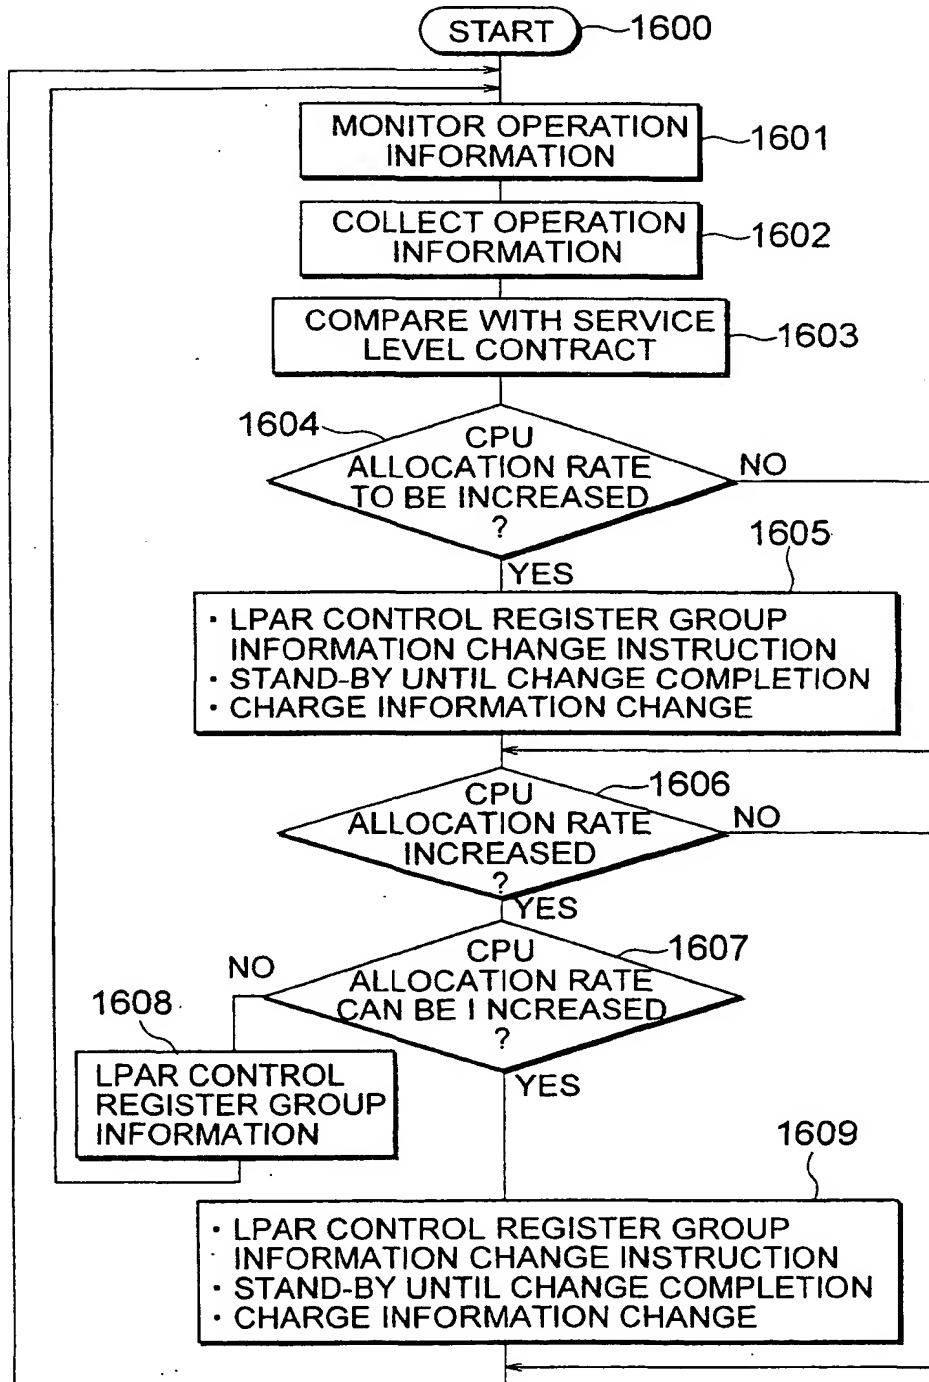 START
1600
MONITOR OPERATION
INFORMATION
1601
COLLECT OPERATION
INFORMATION
1602
COMPARE WITH SERVICE
LEVEL CONTRACT
1603
1604
CPU
ALLOCATION RATE
TO BE INCREASED
?
NO
YES
1605
· LPAR CONTROL REGISTER GROUP
INFORMATION CHANGE INSTRUCTION
· STAND-BY UNTIL CHANGE COMPLETION
· CHARGE INFORMATION CHANGE
1606
CPU
ALLOCATION RATE
INCREASED
?
NO
YES
1607
CPU
ALLOCATION RATE
CAN BE I NCREASED
?
NO
YES
1608
LPAR CONTROL
REGISTER GROUP
INFORMATION
1609
· LPAR CONTROL REGISTER GROUP
INFORMATION CHANGE INSTRUCTION
· STAND-BY UNTIL CHANGE COMPLETION
· CHARGE INFORMATION CHANGE